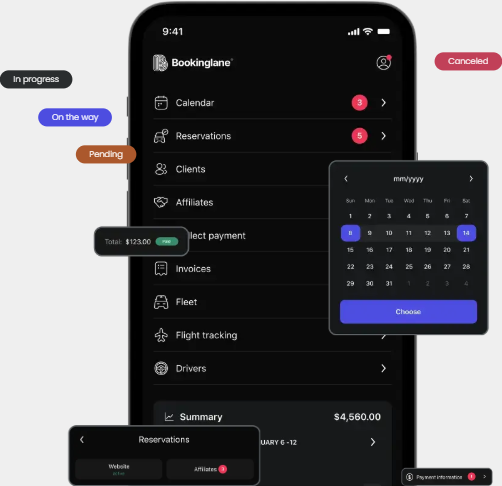 9:41
Canceled
Bookinglane
In progress
Calendar
3
On the way
Reservations
5
Pending
Clients
mm/yyyy
Affiliates
Sun Mon Tue Wed Thu Fri Sat
1 2 3 4 5 6 7
8 9 10 11 12 13 14
15 16 17 18 19 20 21
22 23 24 25 26 27 28
29 30 31 1 2 3 4
Choose
llect payment
Total: $123.00
Invoices
Fleet
Flight tracking
Drivers
Summary $4,560.00
UARY 6 -12
Reservations
Website
Affiliates
Payment information